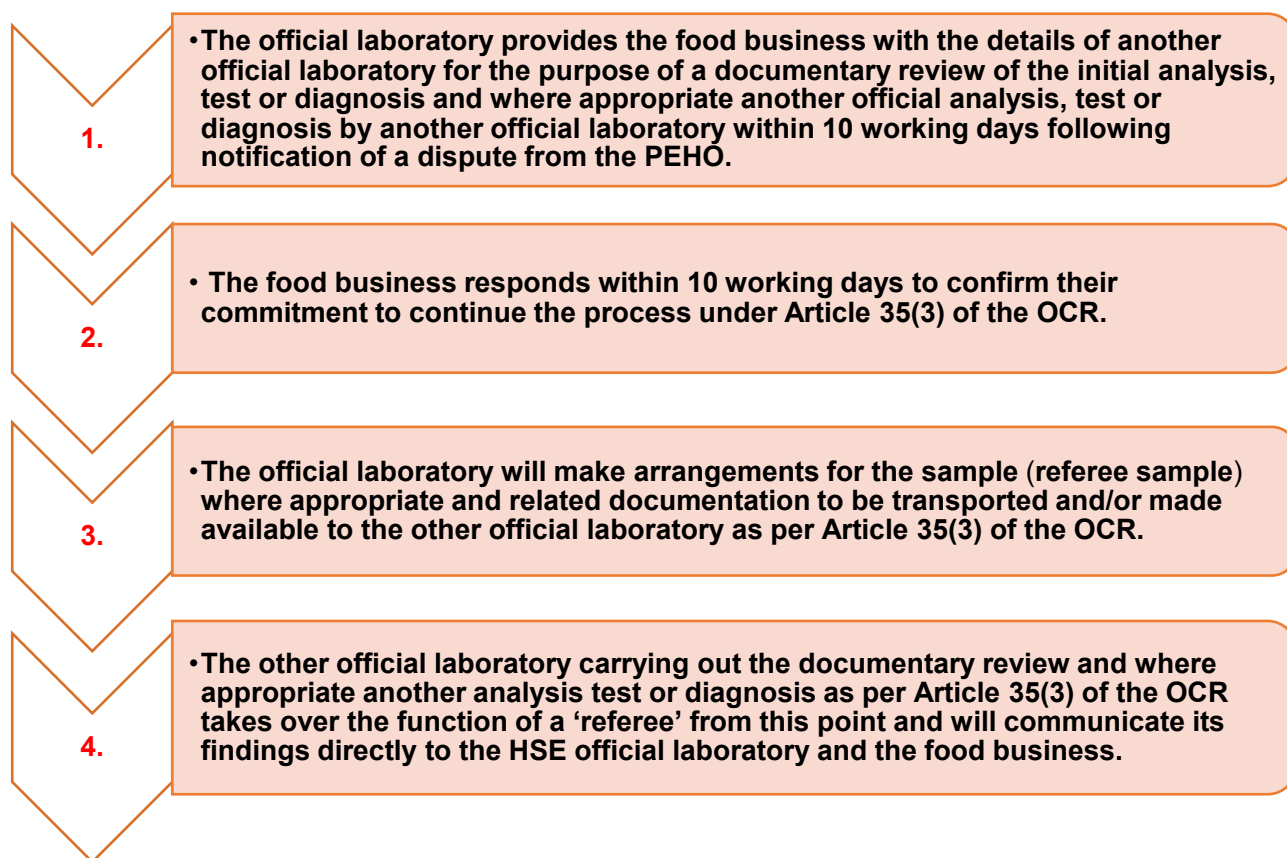 1.
•The official laboratory provides the food business with the details of another
official laboratory for the purpose of a documentary review of the initial analysis,
test or diagnosis and where appropriate another official analysis, test or
diagnosis by another official laboratory within 10 working days following
notification of a dispute from the PEHO.
2.
• The food business responds within 10 working days to confirm their
commitment to continue the process under Article 35(3) of the OCR.
3.
•The official laboratory will make arrangements for the sample (referee sample)
where appropriate and related documentation to be transported and/or made
available to the other official laboratory as per Article 35(3) of the OCR.
4.
•The other official laboratory carrying out the documentary review and where
appropriate another analysis test or diagnosis as per Article 35(3) of the OCR
takes over the function of a ‘referee’ from this point and will communicate its
findings directly to the HSE official laboratory and the food business.